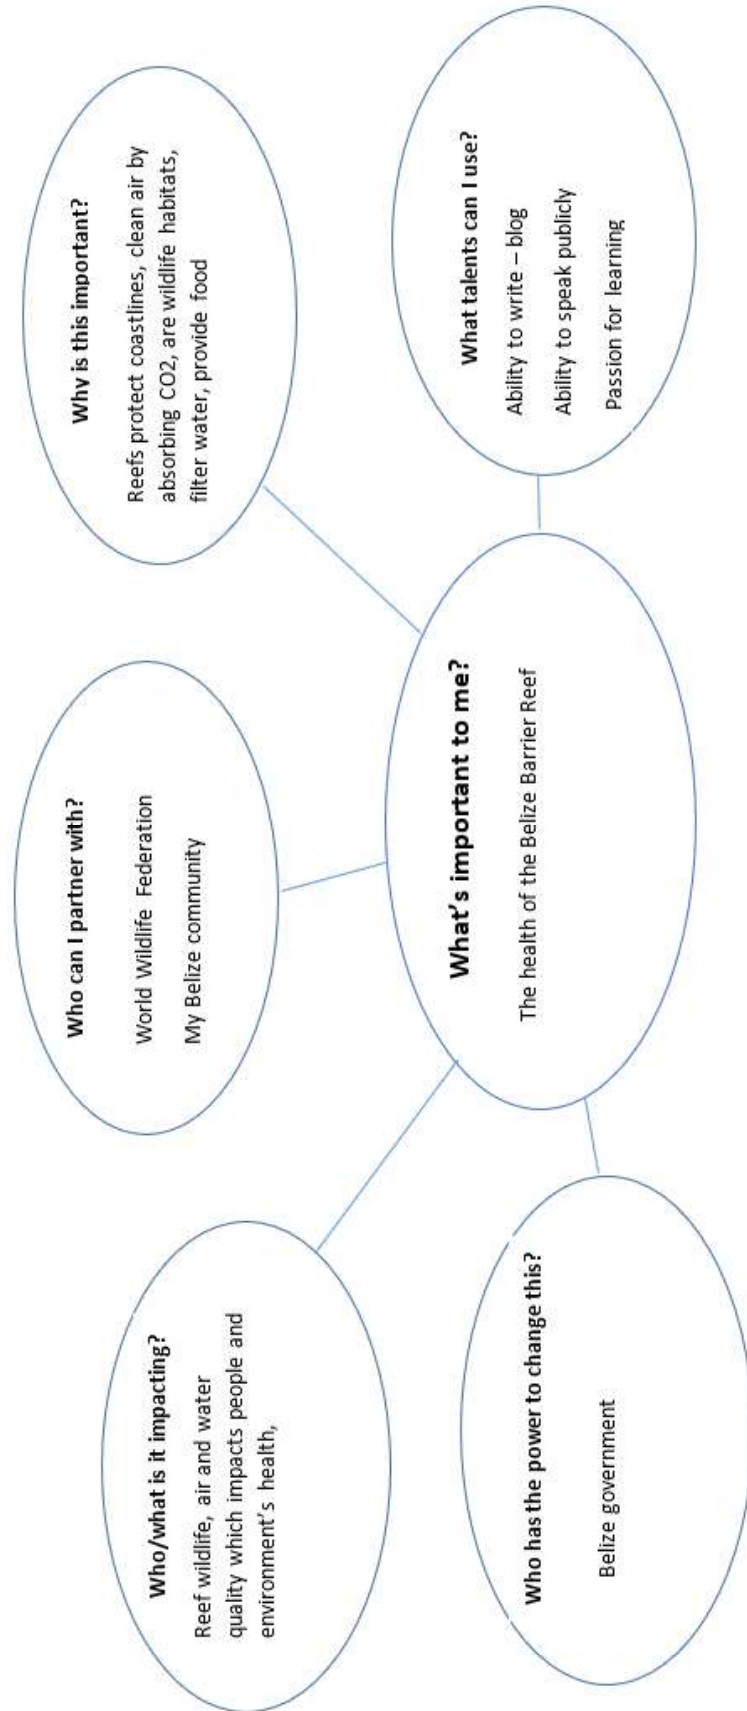 Who/what is it impacting?
Reef wildlife, air and water
quality which impacts people and
environment's health,
Who can I partner with?
World Wildlife Federation
My Belize community
Why is this important?
Reefs protect coastlines, clean air by
absorbing CO2, are wildlife habitats,
filter water, provide food
Who has the power to change this?
Belize government
What's important to me?
The health of the Belize Barrier Reef
What talents can I use?
Ability to write – blog
Ability to speak publicly
Passion for learning